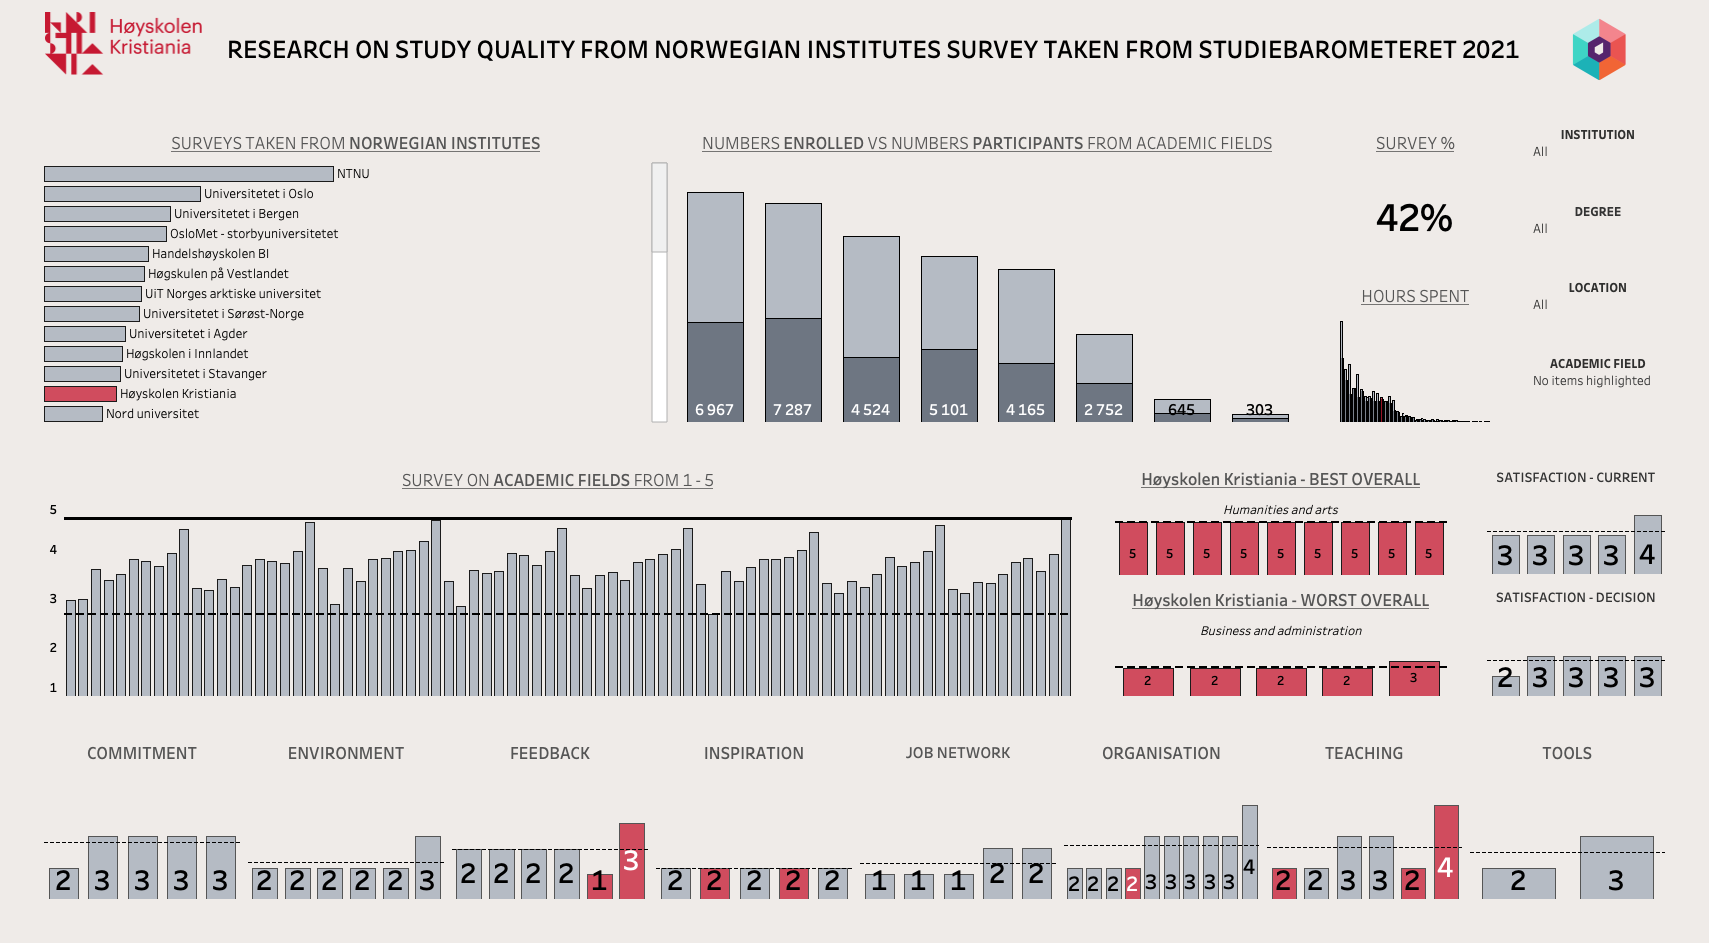 Høyskolen
Kristiania
RESEARCH ON STUDY QUALITY FROM NORWEGIAN INSTITUTES SURVEY TAKEN FROM STUDIEBAROMETERET 2021
SURVEYS TAKEN FROM NORWEGIAN INSTITUTES
NTNU
Universitetet i Oslo
Universitetet i Bergen
OsloMet - storbyuniversitetet
Handelshøyskolen BI
Høgskulen på Vestlandet
UiT Norges arktiske universitet
Universitetet i Sørøst-Norge
Universitetet i Agder
Høgskolen i Innlandet
Universitetet i Stavanger
Høyskolen Kristiania
Nord universitet
NUMBERS ENROLLED VS NUMBERS PARTICIPANTS FROM ACADEMIC FIELDS
6 967 7 287 4 524 5 101 4 165 2 752 645 303
SURVEY %
42%
HOURS SPENT
INSTITUTION
All
DEGREE
All
LOCATION
All
ACADEMIC FIELD
No items highlighted
SURVEY ON ACADEMIC FIELDS FROM 1 - 5
5
4
3
2
1
Høyskolen Kristiania - BEST OVERALL
Humanities and arts
5 5 5 5 5 5 5 5 5
Høyskolen Kristiania - WORST OVERALL
Business and administration
2 2 2 2 3
SATISFACTION - CURRENT
3 3 3 3 4
SATISFACTION - DECISION
2 3 3 3 3
COMMITMENT ENVIRONMENT FEEDBACK INSPIRATION JOB NETWORK ORGANISATION TEACHING TOOLS
2 3 3 3 3 2 2 2 2 2 3 2 2 2 2 1 3 2 2 2 2 2 1 1 1 2 2 2 2 2 2 3 3 3 3 3 4 2 2 3 3 2 4 2 3